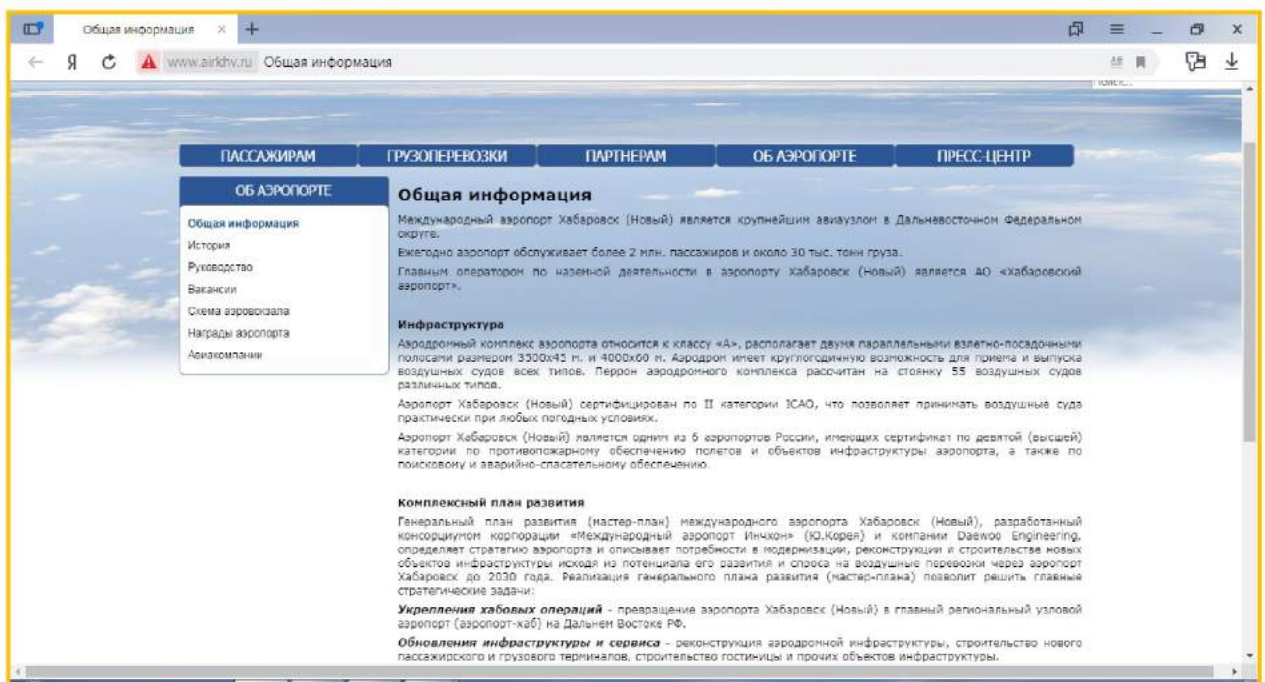 Общая информация
www.airkhv.ru Общая информация
Поиск...
ПАССАЖИРАМ ГРУЗОПЕРЕВОЗКИ ПАРТНЕРАМ ОБ АЭРОПОРТЕ ПРЕСС-ЦЕНТР
ОБ АЭРОПОРТЕ
Общая информация
История
Руководство
Вакансии
Схема аэровокзала
Награды аэропорта
Авиакомпании
Общая информация
Международный аэропорт Хабаровск (Новый) является крупнейшим авиаузлом в Дальневосточном Федеральном
округе.
Ежегодно аэропорт обслуживает более 2 млн. пассажиров и около 30 тыс. тонн груза.
Главным оператором по наземной деятельности в аэропорту Хабаровск (Новый) является АО «Хабаровский
аэропорт».
Инфраструктура
Аэродромный комплекс аэропорта относится к классу «А», располагает двумя параллельными взлетно-посадочными
полосами размером 3500х45 м. и 4000х60 м. Аэродром имеет круглогодичную возможность для приема и выпуска
воздушных судов всех типов. Перрон аэродромного комплекса рассчитан на стоянку 55 воздушных судов
различных типов.
Аэропорт Хабаровск (Новый) сертифицирован по II категории ICAO, что позволяет принимать воздушные суда
практически при любых погодных условиях.
Аэропорт Хабаровск (Новый) является одним из 6 аэропортов России, имеющих сертификат по девятой (высшей)
категории по противопожарному обеспечению полетов и объектов инфраструктуры аэропорта, а также по
поисковому и аварийно-спасательному обеспечению.
Комплексный план развития
Генеральный план развития (мастер-план) международного аэропорта Хабаровск (Новый), разработанный
консорциумом корпорации «Международный аэропорт Инчхон» (Ю.Корея) и компании Daewoo Engineering,
определяет стратегию аэропорта и описывает потребности в модернизации, реконструкции и строительстве новых
объектов инфраструктуры исходя из потенциала его развития и спроса на воздушные перевозки через аэропорт
Хабаровск до 2030 года. Реализация генерального плана развития (мастер-плана) позволит решить главные
стратегические задачи:
Укрепления хабовых операций - превращение аэропорта Хабаровск (Новый) в главный региональный узловой
аэропорт (аэропорт-хаб) на Дальнем Востоке РФ.
Обновления инфраструктуры и сервиса - реконструкция аэродромной инфраструктуры, строительство нового
пассажирского и грузового терминалов, строительство гостиницы и прочих объектов инфраструктуры.